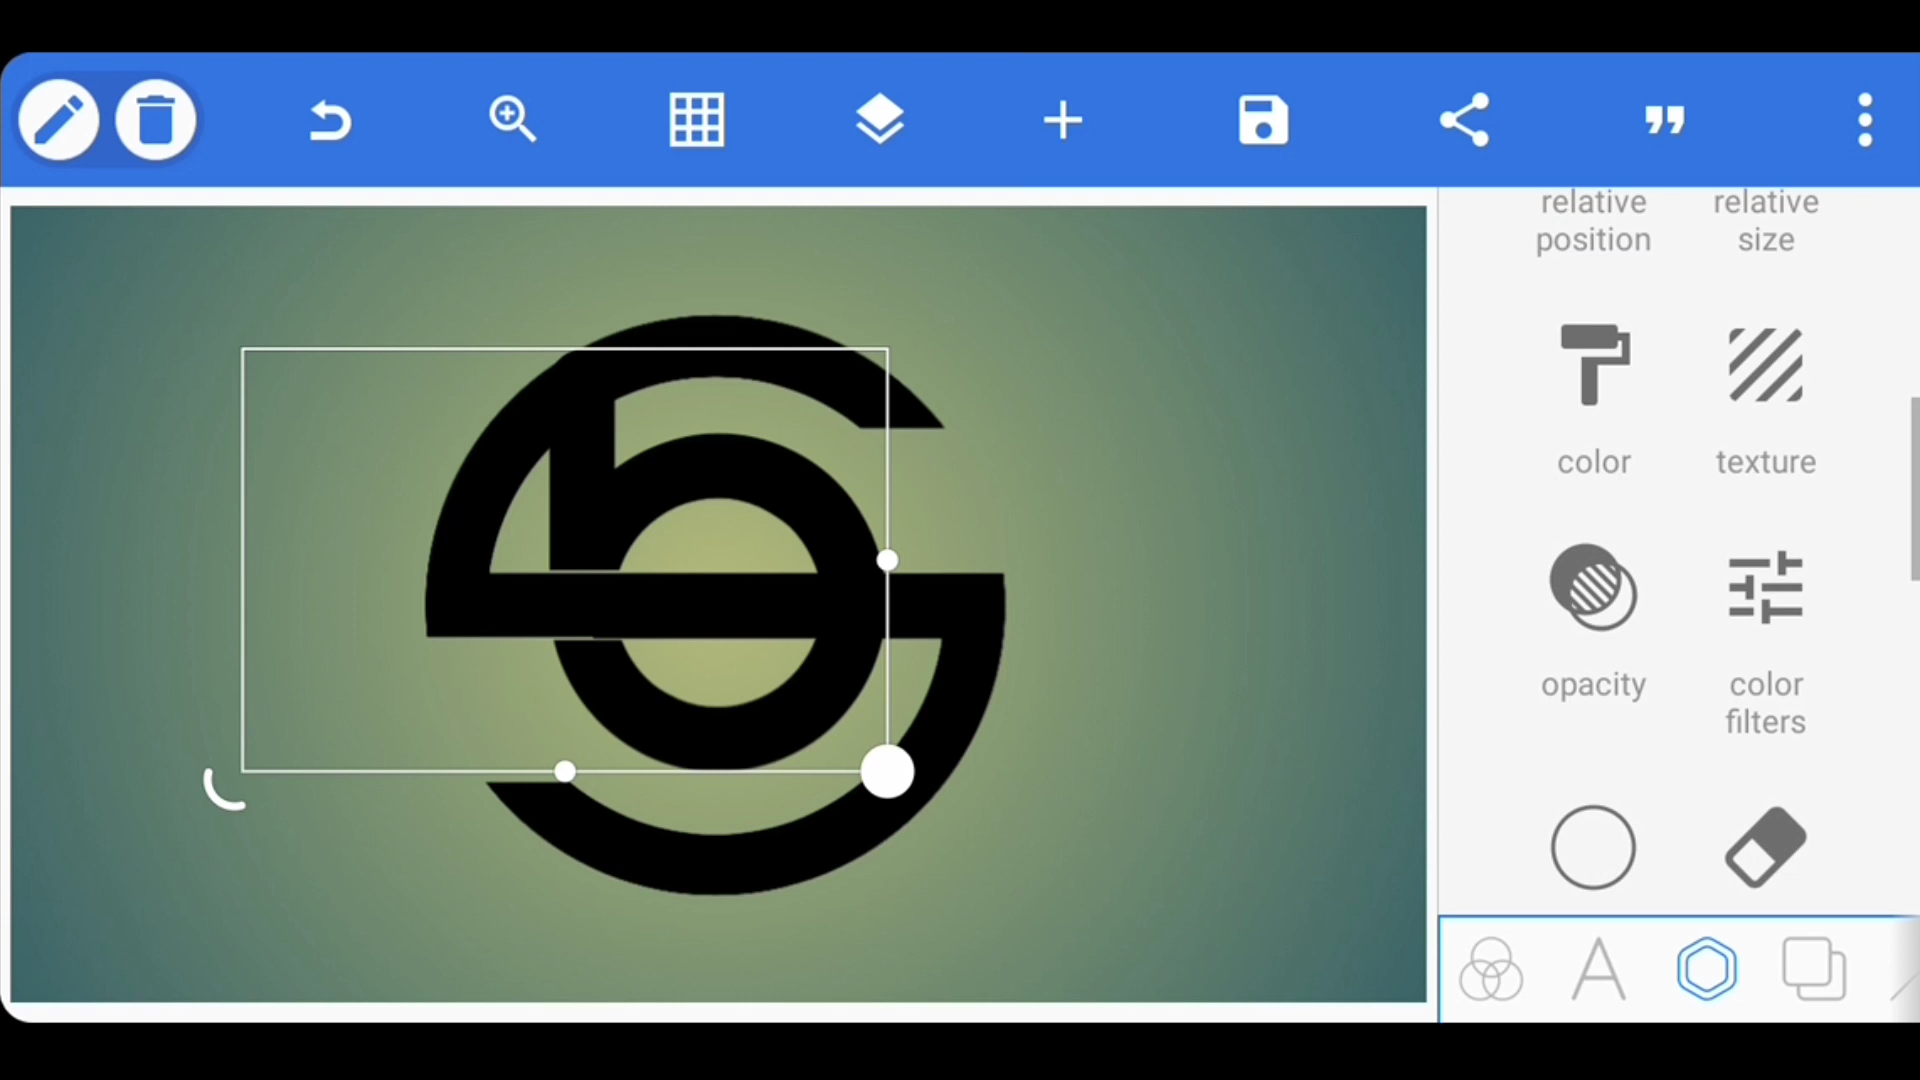 relative
position
relative
size
color
texture
opacity
color
filters